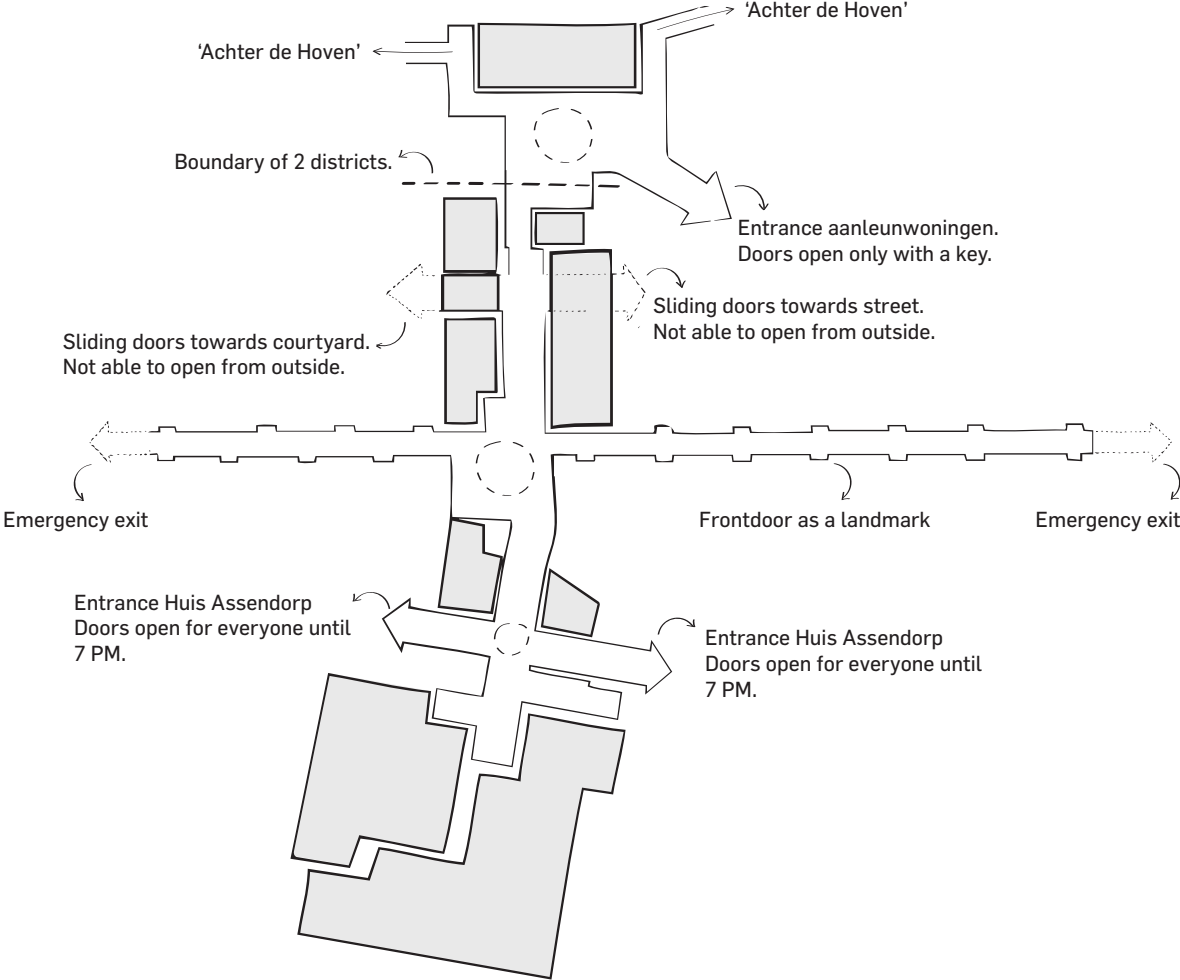 ‘Achter de Hoven’
‘Achter de Hoven’
Boundary of 2 districts.
Entrance aanleunwoningen.
Doors open only with a key.
Sliding doors towards street.
Not able to open from outside.
Sliding doors towards courtyard.
Not able to open from outside.
Emergency exit
Frontdoor as a landmark
Emergency exit
Entrance Huis Assendorp
Doors open for everyone until
7 PM.
Entrance Huis Assendorp
Doors open for everyone until
7 PM.